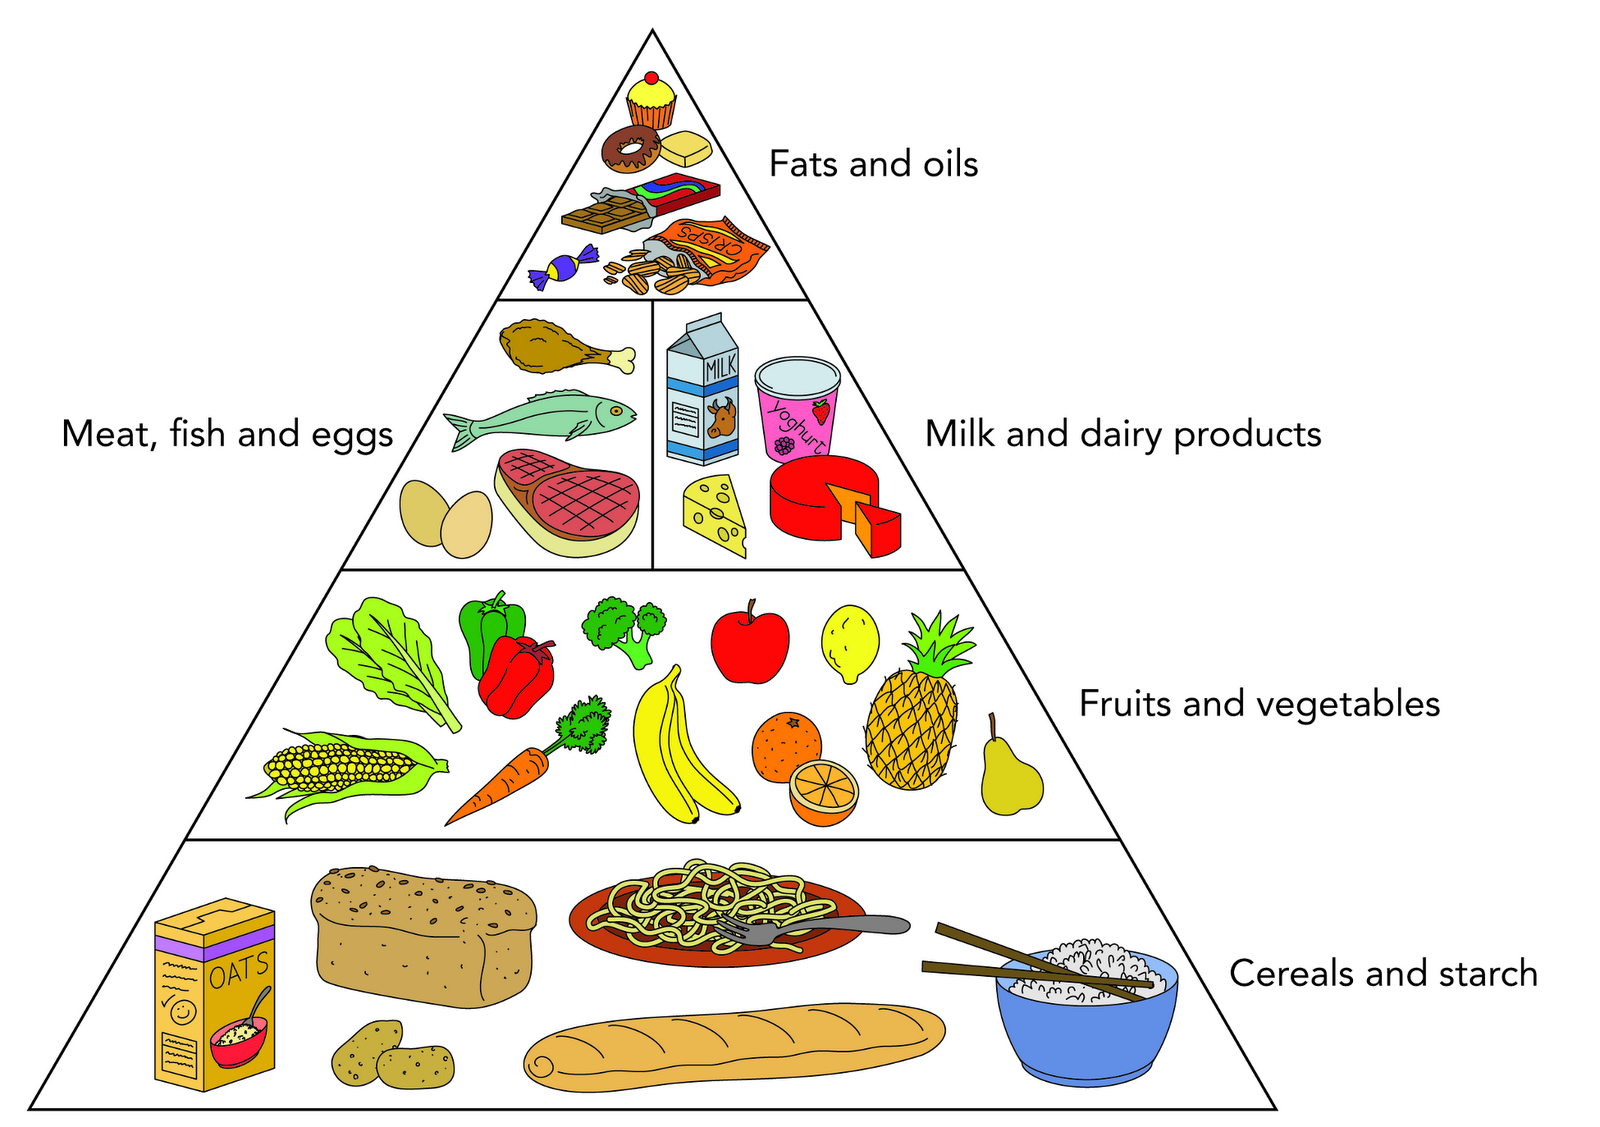 Fats and oils
CRISPS
Meat, fish and eggs
MILK
Yoghurt
Milk and dairy products
Fruits and vegetables
OATS
Cereals and starch